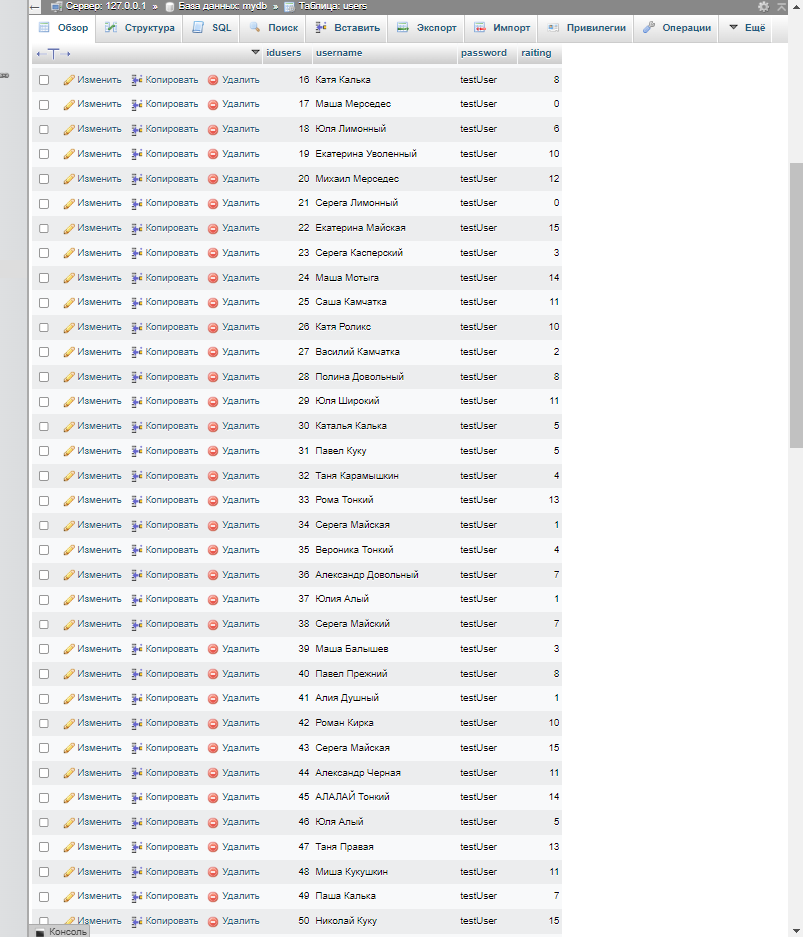 Сервер: 127.0.0.1 » База данных: mydb » Таблица: users
Обзор Структура SQL Поиск Вставить Экспорт Импорт Привилегии Операции Ещё
idusers username password raiting
Изменить Копировать Удалить 16 Катя Калька testUser 8
Изменить Копировать Удалить 17 Маша Мерседес testUser 0
Изменить Копировать Удалить 18 Юля Лимонный testUser 6
Изменить Копировать Удалить 19 Екатерина Уволенный testUser 10
Изменить Копировать Удалить 20 Михаил Мерседес testUser 12
Изменить Копировать Удалить 21 Серега Лимонный testUser 0
Изменить Копировать Удалить 22 Екатерина Майская testUser 15
Изменить Копировать Удалить 23 Серега Касперский testUser 3
Изменить Копировать Удалить 24 Маша Мотыга testUser 14
Изменить Копировать Удалить 25 Саша Камчатка testUser 11
Изменить Копировать Удалить 26 Катя Роликс testUser 10
Изменить Копировать Удалить 27 Василий Камчатка testUser 2
Изменить Копировать Удалить 28 Полина Довольный testUser 8
Изменить Копировать Удалить 29 Юля Широкий testUser 11
Изменить Копировать Удалить 30 Каталья Калька testUser 5
Изменить Копировать Удалить 31 Павел Куку testUser 5
Изменить Копировать Удалить 32 Таня Карамышкин testUser 4
Изменить Копировать Удалить 33 Рома Тонкий testUser 13
Изменить Копировать Удалить 34 Серега Майская testUser 1
Изменить Копировать Удалить 35 Вероника Тонкий testUser 4
Изменить Копировать Удалить 36 Александр Довольный testUser 7
Изменить Копировать Удалить 37 Юлия Алый testUser 1
Изменить Копировать Удалить 38 Серега Майский testUser 7
Изменить Копировать Удалить 39 Маша Балышев testUser 3
Изменить Копировать Удалить 40 Павел Прежний testUser 8
Изменить Копировать Удалить 41 Алия Душный testUser 1
Изменить Копировать Удалить 42 Роман Кирка testUser 10
Изменить Копировать Удалить 43 Серега Майская testUser 15
Изменить Копировать Удалить 44 Александр Черная testUser 11
Изменить Копировать Удалить 45 АЛАЛАЙ Тонкий testUser 14
Изменить Копировать Удалить 46 Юля Алый testUser 5
Изменить Копировать Удалить 47 Таня Правая testUser 13
Изменить Копировать Удалить 48 Миша Кукушкин testUser 11
Изменить Копировать Удалить 49 Паша Калька testUser 7
Изменить Копировать Удалить 50 Николай Куку testUser 15
Консоль